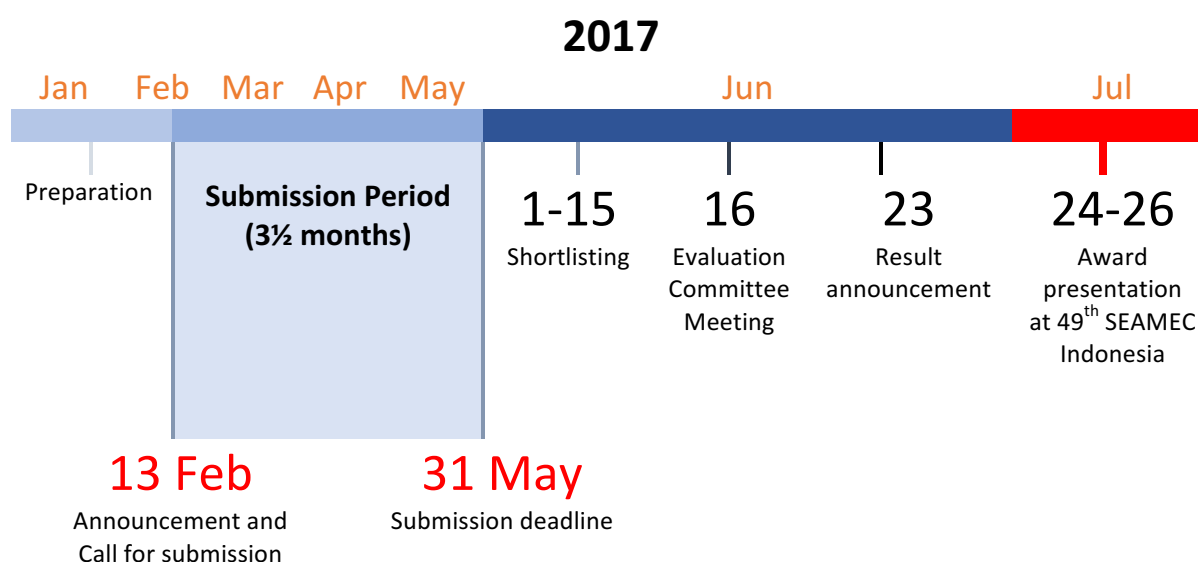 2017
Jan Feb Mar Apr May Jun Jul
Preparation
Submission Period
(3½ months)
1-15
Shortlisting
16
Evaluation
Committee
Meeting
23
Result
announcement
24-26
Award
presentation
at 49th SEAMEC
Indonesia
13 Feb
Announcement and
Call for submission
31 May
Submission deadline